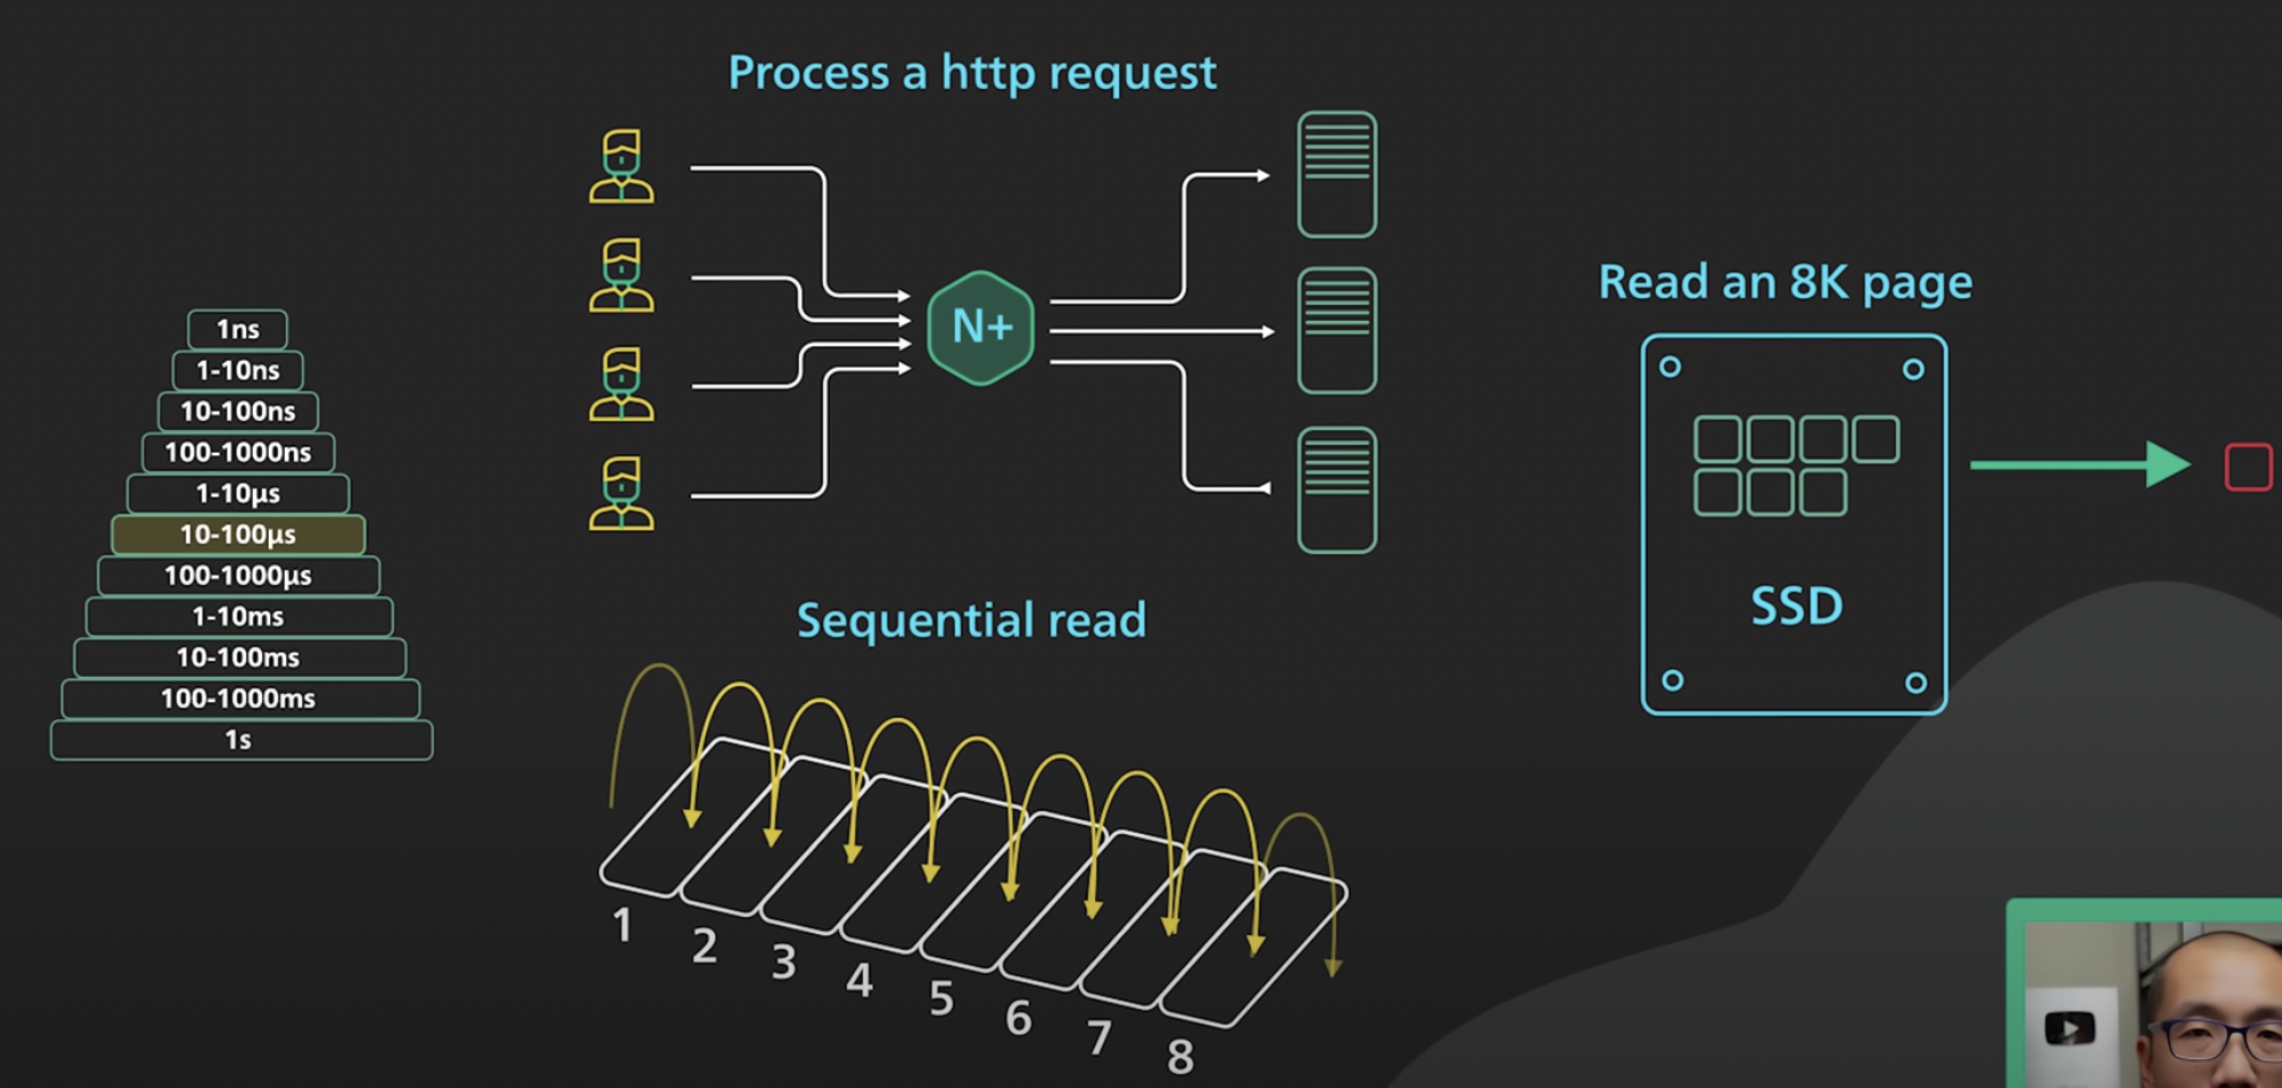 Process a http request
N+
1ns
1-10ns
10-100ns
100-1000ns
1-10µs
10-100µs
100-1000µs
1-10ms
10-100ms
100-1000ms
1s
Sequential read
1
2
3
4
5
6
7
8
Read an 8K page
SSD